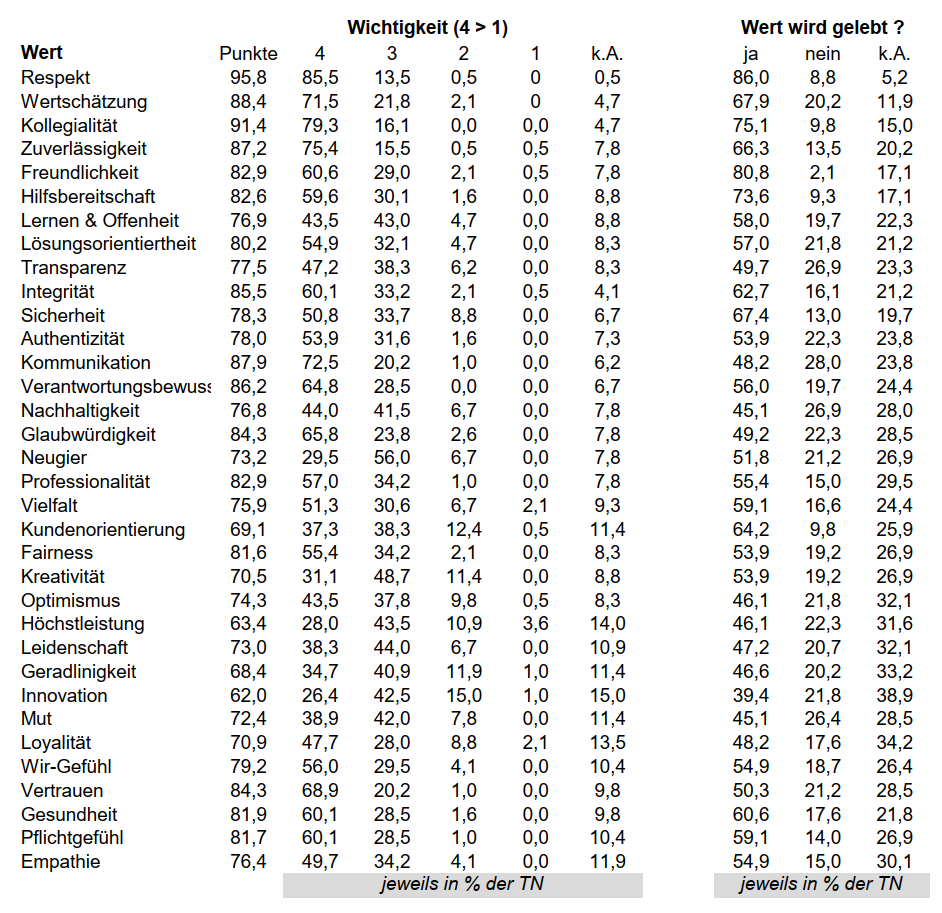 Wichtigkeit (4 > 1) Wert wird gelebt ?
Wert Punkte 4 3 2 1 k.A. ja nein k.A.
Respekt 95,8 85,5 13,5 0,5 0 0,5 86,0 8,8 5,2
Wertschätzung 88,4 71,5 21,8 2,1 0 4,7 67,9 20,2 11,9
Kollegialität 91,4 79,3 16,1 0,0 0,0 4,7 75,1 9,8 15,0
Zuverlässigkeit 87,2 75,4 15,5 0,5 0,5 7,8 66,3 13,5 20,2
Freundlichkeit 82,9 60,6 29,0 2,1 0,5 7,8 80,8 2,1 17,1
Hilfsbereitschaft 82,6 59,6 30,1 1,6 0,0 8,8 73,6 9,3 17,1
Lernen & Offenheit 76,9 43,5 43,0 4,7 0,0 8,8 58,0 19,7 22,3
Lösungsorientiertheit 80,2 54,9 32,1 4,7 0,0 8,3 57,0 21,8 21,2
Transparenz 77,5 47,2 38,3 6,2 0,0 8,3 49,7 26,9 23,3
Integrität 85,5 60,1 33,2 2,1 0,5 4,1 62,7 16,1 21,2
Sicherheit 78,3 50,8 33,7 8,8 0,0 6,7 67,4 13,0 19,7
Authentizität 78,0 53,9 31,6 1,6 0,0 7,3 53,9 22,3 23,8
Kommunikation 87,9 72,5 20,2 1,0 0,0 6,2 48,2 28,0 23,8
Verantwortungsbewuss 86,2 64,8 28,5 0,0 0,0 6,7 56,0 19,7 24,4
Nachhaltigkeit 76,8 44,0 41,5 6,7 0,0 7,8 45,1 26,9 28,0
Glaubwürdigkeit 84,3 65,8 23,8 2,6 0,0 7,8 49,2 22,3 28,5
Neugier 73,2 29,5 56,0 6,7 0,0 7,8 51,8 21,2 26,9
Professionalität 82,9 57,0 34,2 1,0 0,0 7,8 55,4 15,0 29,5
Vielfalt 75,9 51,3 30,6 6,7 2,1 9,3 59,1 16,6 24,4
Kundenorientierung 69,1 37,3 38,3 12,4 0,5 11,4 64,2 9,8 25,9
Fairness 81,6 55,4 34,2 2,1 0,0 8,3 53,9 19,2 26,9
Kreativität 70,5 31,1 48,7 11,4 0,0 8,8 53,9 19,2 26,9
Optimismus 74,3 43,5 37,8 9,8 0,5 8,3 46,1 21,8 32,1
Höchstleistung 63,4 28,0 43,5 10,9 3,6 14,0 46,1 22,3 31,6
Leidenschaft 73,0 38,3 44,0 6,7 0,0 10,9 47,2 20,7 32,1
Geradlinigkeit 68,4 34,7 40,9 11,9 1,0 11,4 46,6 20,2 33,2
Innovation 62,0 26,4 42,5 15,0 1,0 15,0 39,4 21,8 38,9
Mut 72,4 38,9 42,0 7,8 0,0 11,4 45,1 26,4 28,5
Loyalität 70,9 47,7 28,0 8,8 2,1 13,5 48,2 17,6 34,2
Wir-Gefühl 79,2 56,0 29,5 4,1 0,0 10,4 54,9 18,7 26,4
Vertrauen 84,3 68,9 20,2 1,0 0,0 9,8 50,3 21,2 28,5
Gesundheit 81,9 60,1 28,5 1,6 0,0 9,8 60,6 17,6 21,8
Pflichtgefühl 81,7 60,1 28,5 1,0 0,0 10,4 59,1 14,0 26,9
Empathie 76,4 49,7 34,2 4,1 0,0 11,9 54,9 15,0 30,1
jeweils in % der TN jeweils in % der TN